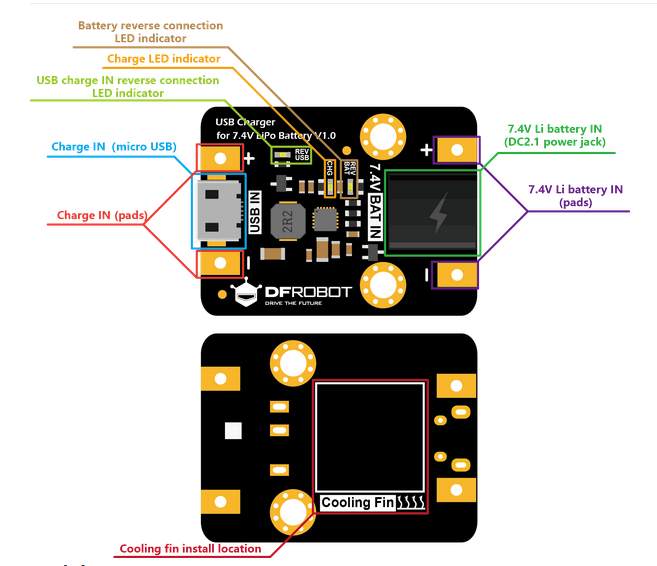 Battery reverse connection
LED indicator
Charge LED indicator
USB charge IN reverse connection
LED indicator
USB Charger
for 7.4V LiPo Battery V1.0
Charge IN (micro USB)
Charge IN (pads)
7.4V Li battery IN
(DC2.1 power jack)
7.4V Li battery IN
(pads)
+
REV
USB
CHG
REV
BAT
+
USB IN
2R2
7.4V
BAT IN
-
-
DFROBOT
DRIVE THE FUTURE
Cooling Fin
Cooling fin install location